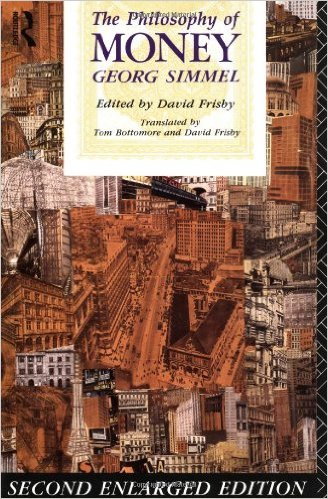 The Philosophy of
MONEY
GEORG SIMMEL
Edited by David Frisby
Translated by
Tom Bottomore and David Frisby
SECOND ENLARGED EDITION